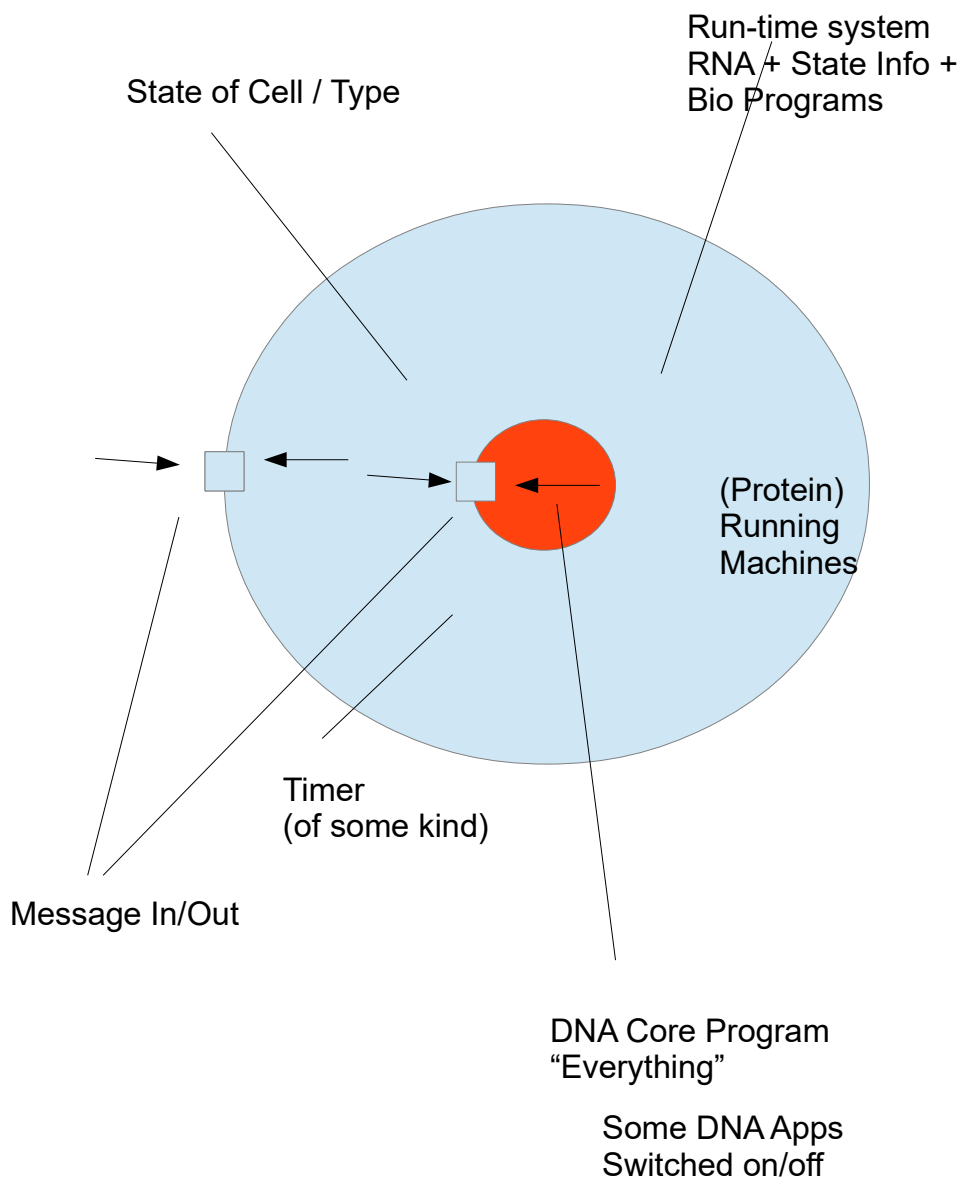 Run-time system
RNA + State Info +
Bio Programs
State of Cell / Type
(Protein)
Running
Machines
Timer
(of some kind)
Message In/Out
DNA Core Program
“Everything”
Some DNA Apps
Switched on/off